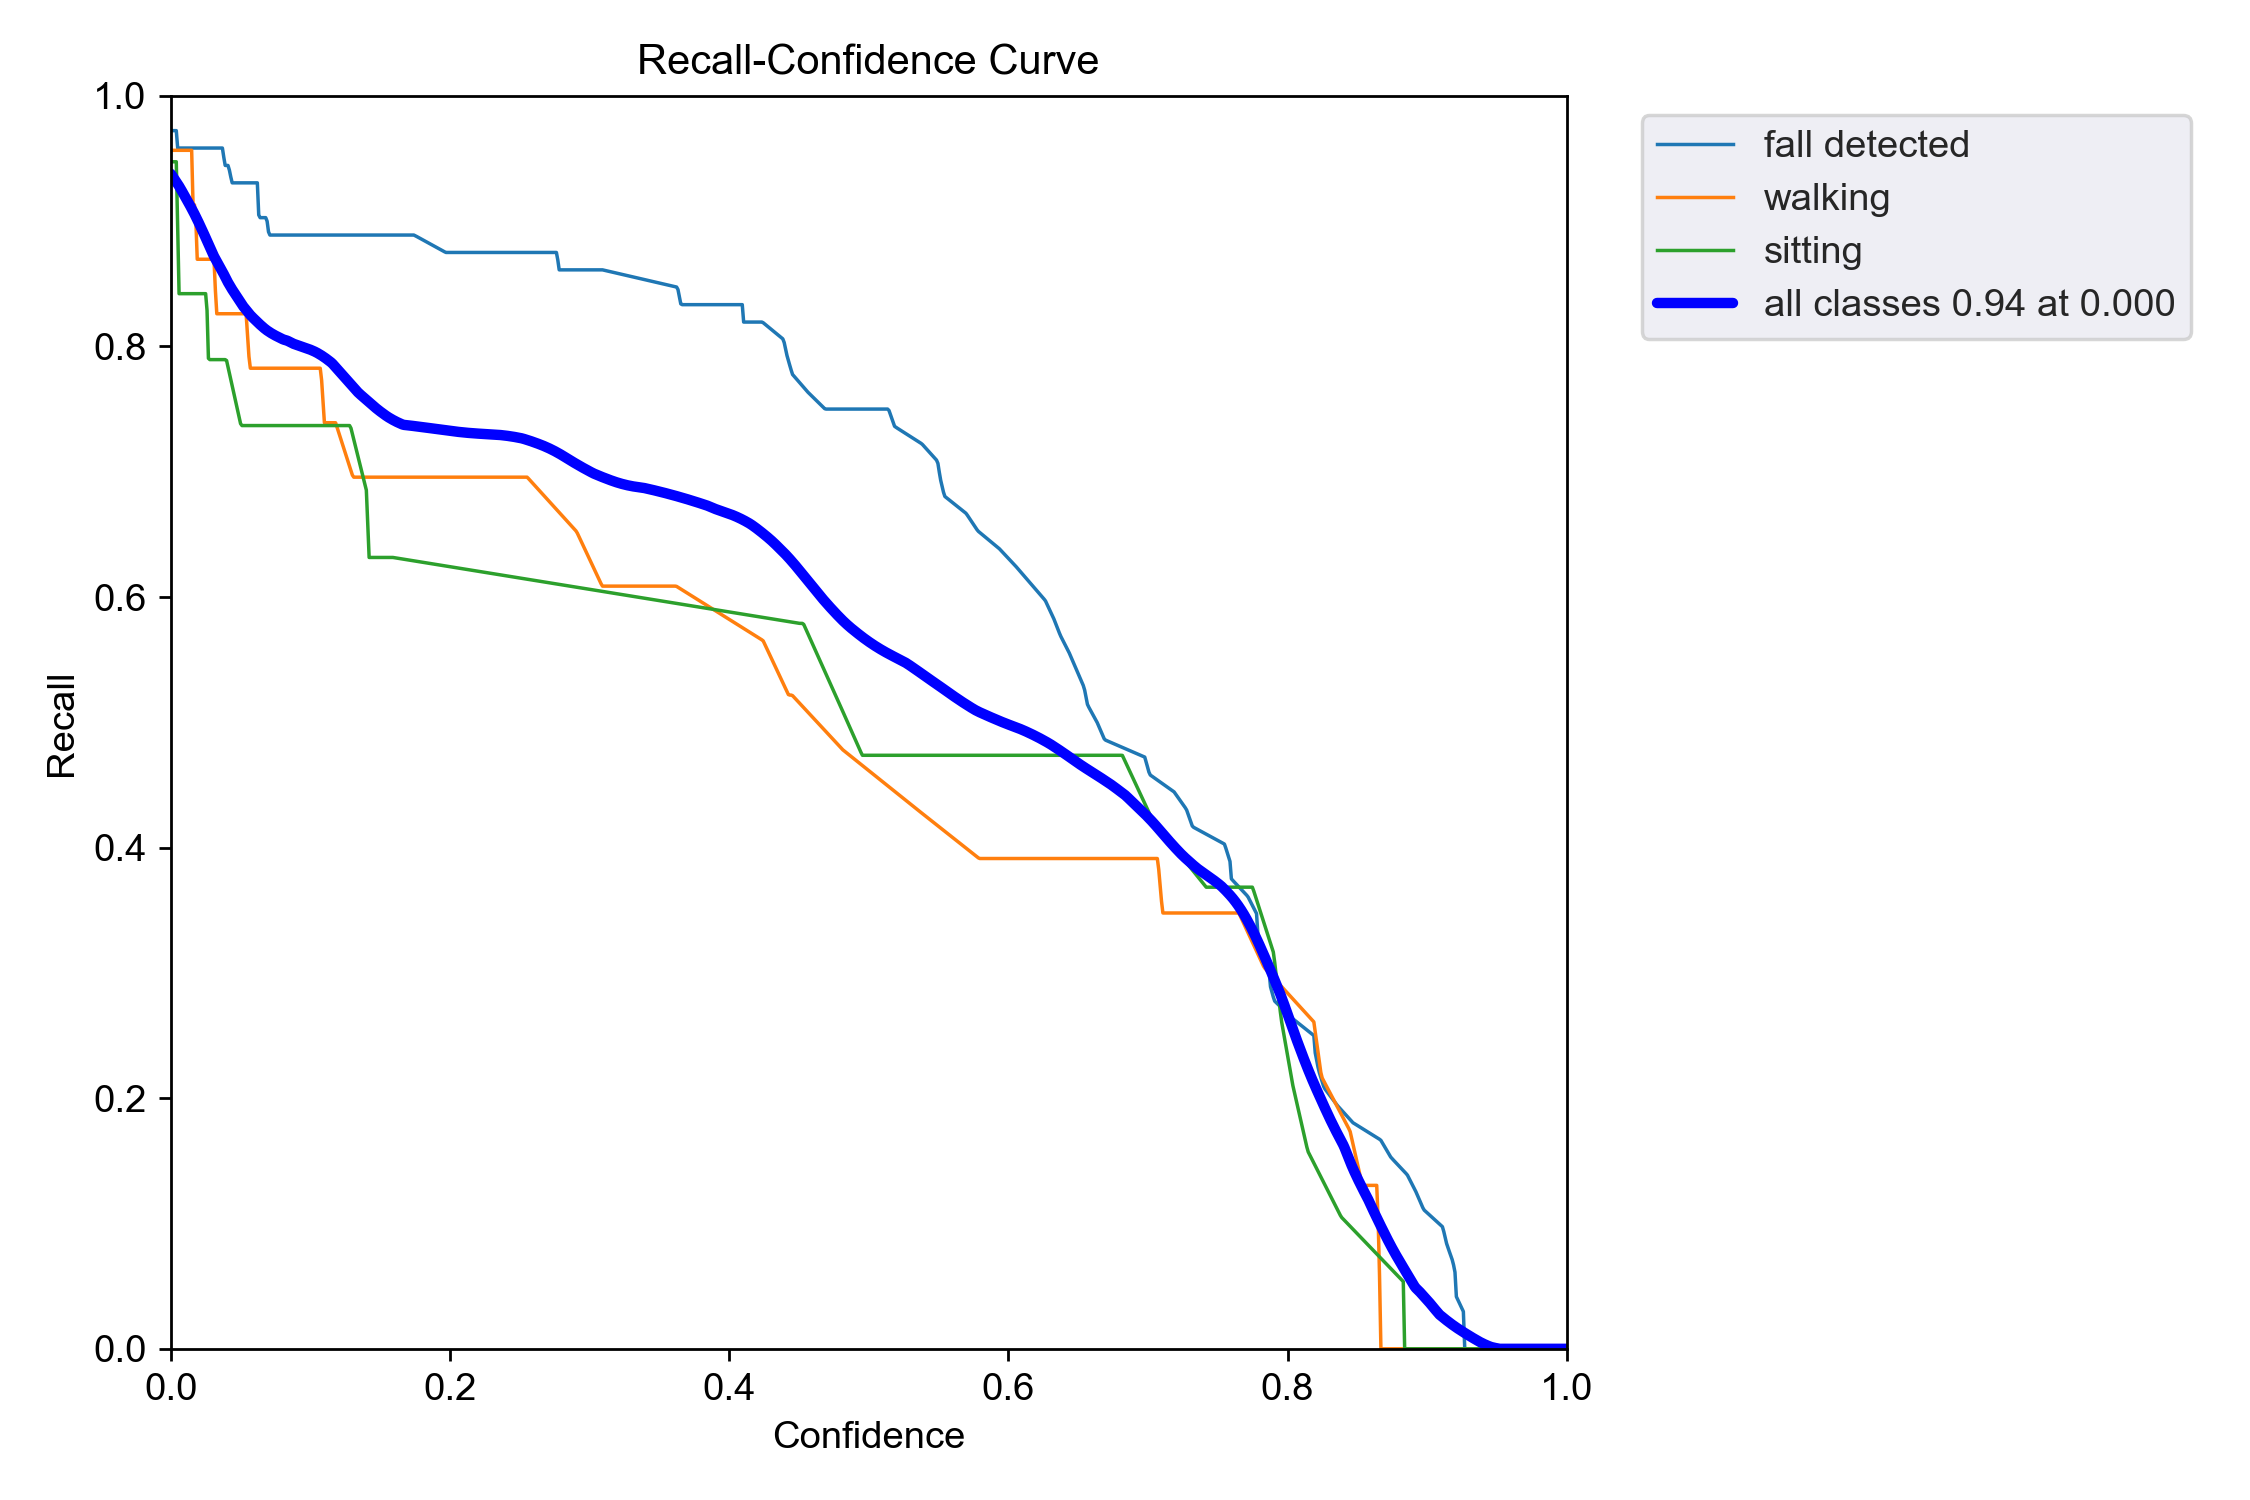 Recall-Confidence Curve
1.0
0.8
0.6
0.4
0.2
0.0
Recall
0.0 0.2 0.4 0.6 0.8 1.0
Confidence
fall detected
walking
sitting
all classes 0.94 at 0.000